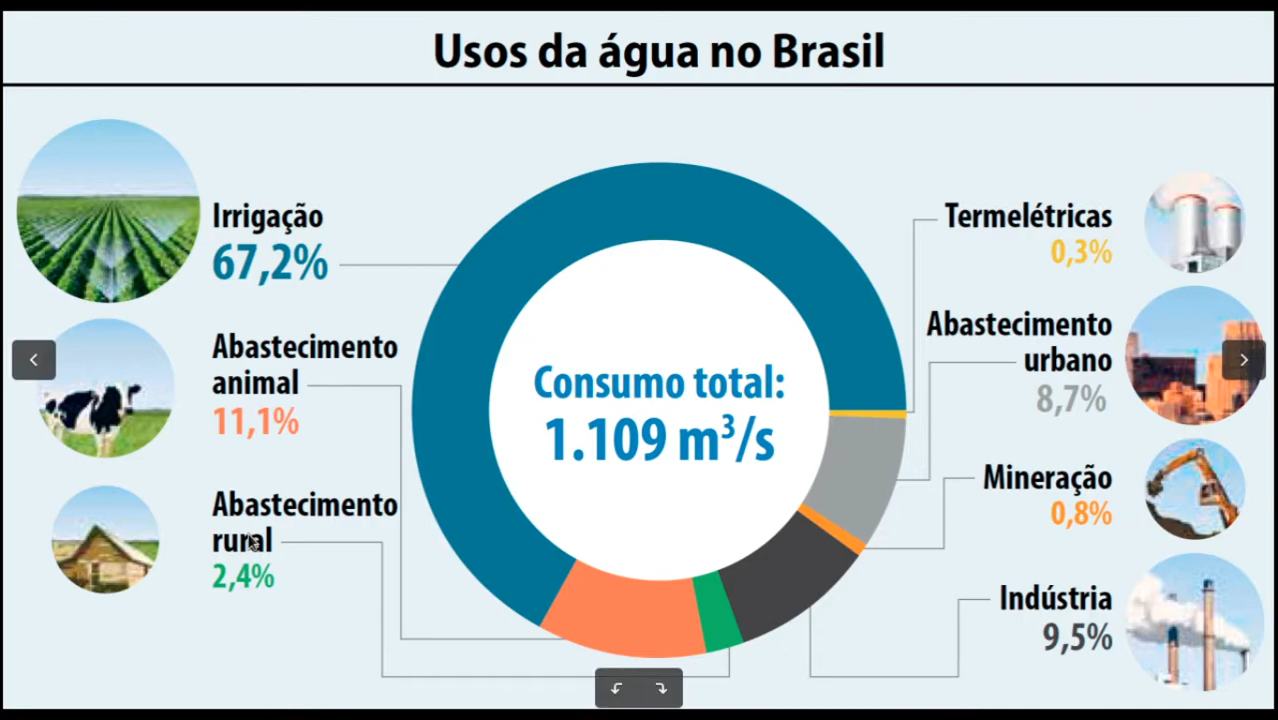 Usos da água no Brasil
Irrigação
67,2%
Abastecimento
animal
11,1%
Abastecimento
rural
2,4%
Consumo total:
1.109 m³/s
Termelétricas
0,3%
Abastecimento
urbano
8,7%
Mineração
0,8%
Indústria
9,5%